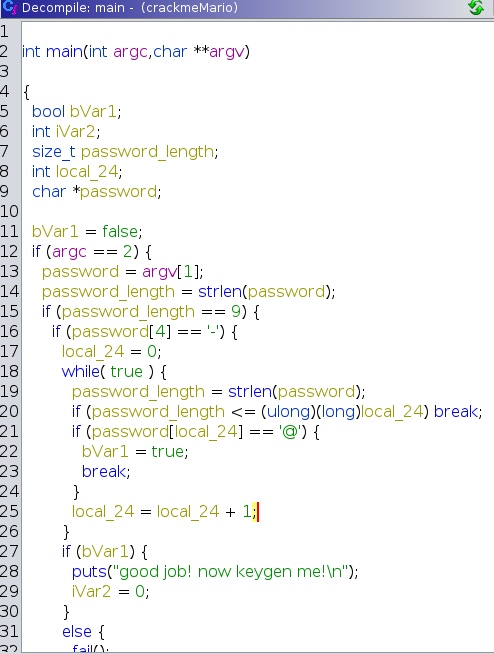 Decompile: main - (crackmeMario)
1
2 int main(int argc,char **argv)
3
4 {
5 bool bVar1;
6 int iVar2;
7 size_t password_length;
8 int local_24;
9 char *password;
10
11 bVar1 = false;
12 if (argc == 2) {
13 password = argv[1];
14 password_length = strlen(password);
15 if (password_length == 9) {
16 if (password[4] == '-') {
17 local_24 = 0;
18 while( true ) {
19 password_length = strlen(password);
20 if (password_length <= (ulong)(long)local_24) break;
21 if (password[local_24] == '@') {
22 bVar1 = true;
23 break;
24 }
25 local_24 = local_24 + 1;
26 }
27 if (bVar1) {
28 puts("good job! now keygen me!\n");
29 iVar2 = 0;
30 }
31 else {
32 fail();